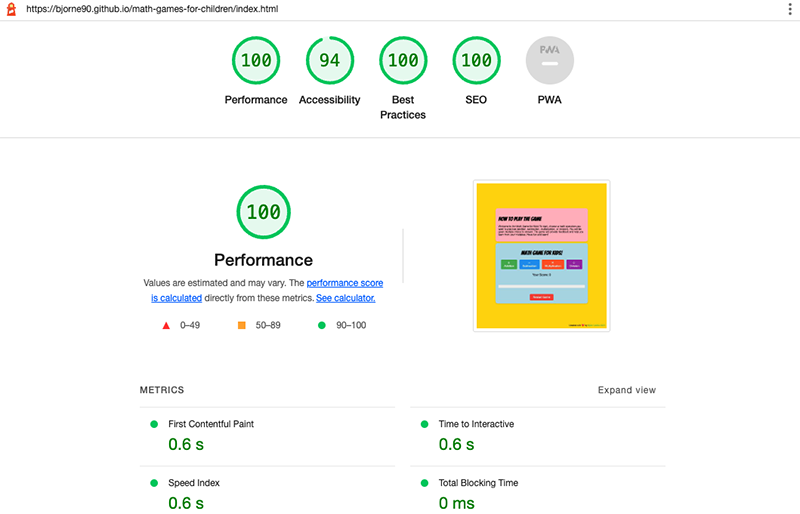 https://bjorne90.github.io/math-games-for-children/index.html
100
94
100
100
PWA
Performance
Accessibility
Best
Practices
SEO
PWA
100
Performance
Values are estimated and may vary. The performance score
is calculated directly from these metrics. See calculator.
0–49
50–89
90–100
HOW TO PLAY THE GAME
MATH GAME FOR KIDS!
Your Score: 0
METRICS
Expand view
First Contentful Paint
0.6 s
Time to Interactive
0.6 s
Speed Index
0.6 s
Total Blocking Time
0 ms